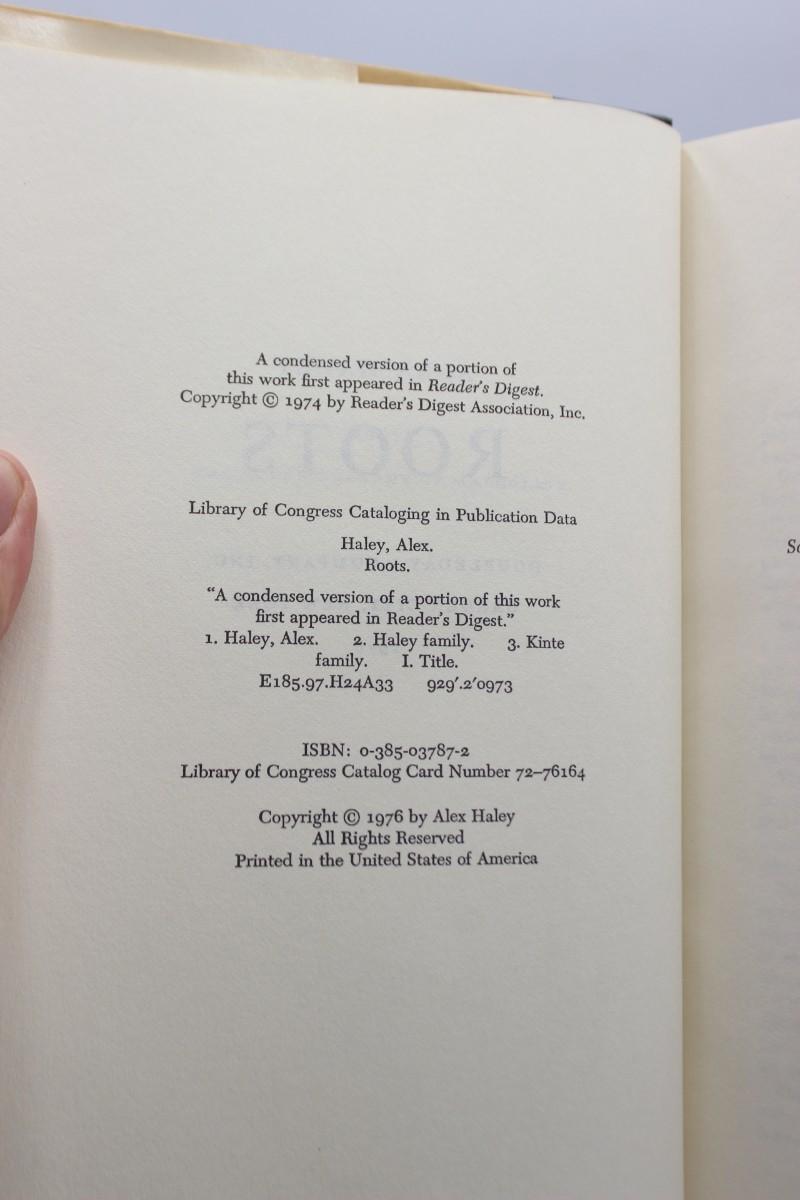 A condensed version of a portion of
this work first appeared in Reader's Digest.
Copyright © 1974 by Reader's Digest Association, Inc.
ROOTS
Library of Congress Cataloging in Publication Data
Haley, Alex.
Roots.
"A condensed version of a portion of this work
first appeared in Reader's Digest."
1. Haley, Alex. 2. Haley family. 3. Kinte
family. I. Title.
E185.97.H24A33 929′.2′0973
ISBN: 0-385-03787-2
Library of Congress Catalog Card Number 72–76164
Copyright © 1976 by Alex Haley
All Rights Reserved
Printed in the United States of America